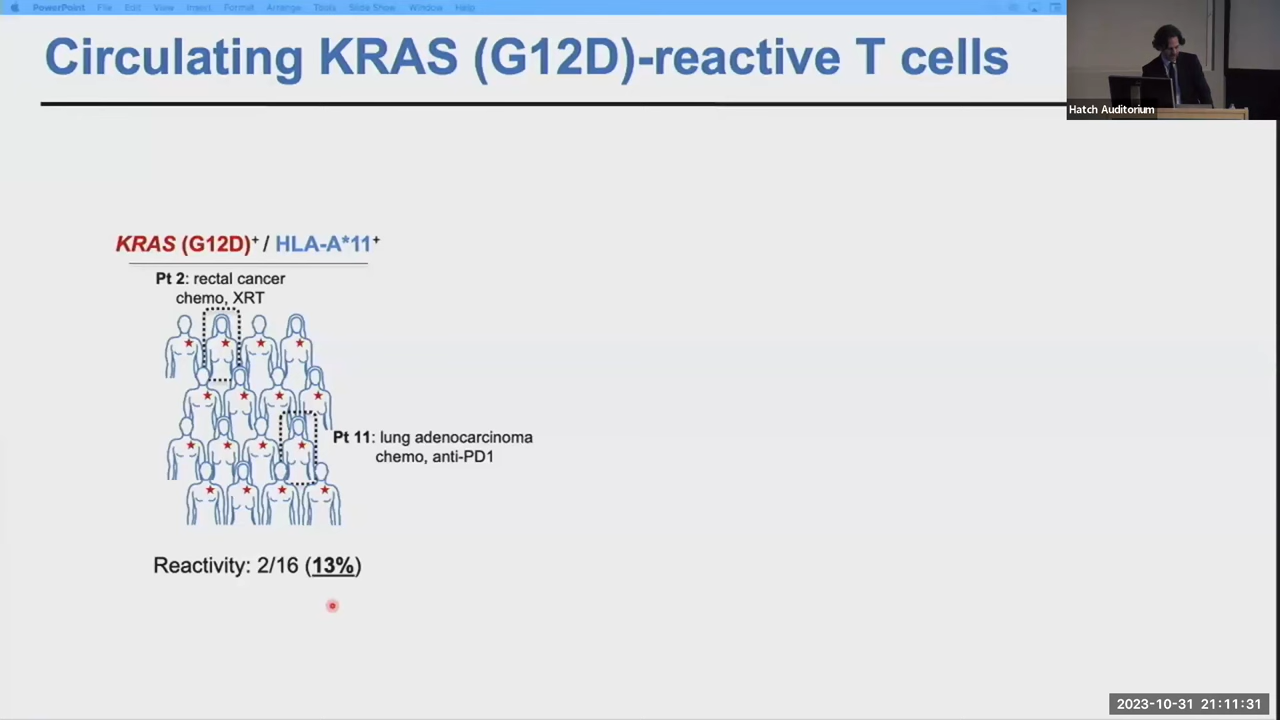 PowerPoint File Edit View Insert Format Arrange Tools Slide Show Window Help
Circulating KRAS (G12D)-reactive T cells
Hatch Auditorium
KRAS (G12D)+ / HLA-A*11+
Pt 2: rectal cancer
chemo, XRT
Pt 11: lung adenocarcinoma
chemo, anti-PD1
Reactivity: 2/16 (13%)
2023-10-31 21:11:31